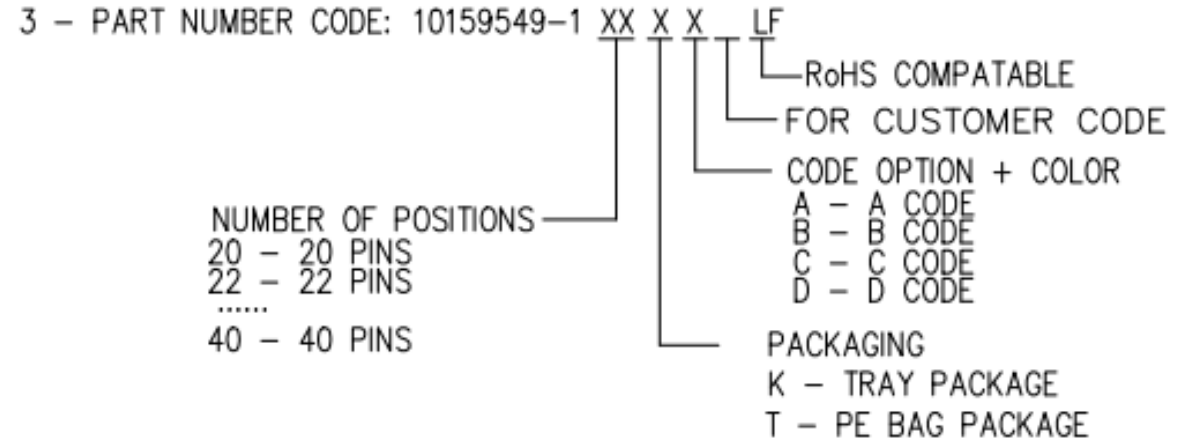 3 – PART NUMBER CODE: 10159549–1 XX X X _ LF
RoHS COMPATABLE
FOR CUSTOMER CODE
CODE OPTION + COLOR
A – A CODE
B – B CODE
C – C CODE
D – D CODE
NUMBER OF POSITIONS
20 – 20 PINS
22 – 22 PINS
......
40 – 40 PINS
PACKAGING
K – TRAY PACKAGE
T – PE BAG PACKAGE